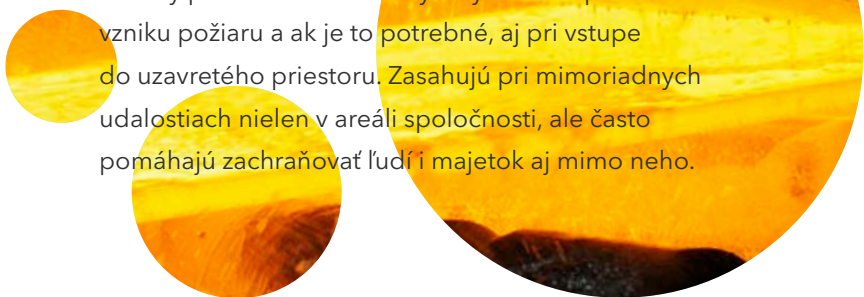 vzniku požiaru a ak je to potrebné, aj pri vstupe
do uzavretého priestoru. Zasahujú pri mimoriadnych
udalostiach nielen v areáli spoločnosti, ale často
pomáhajú zachraňovať ľudí i majetok aj mimo neho.